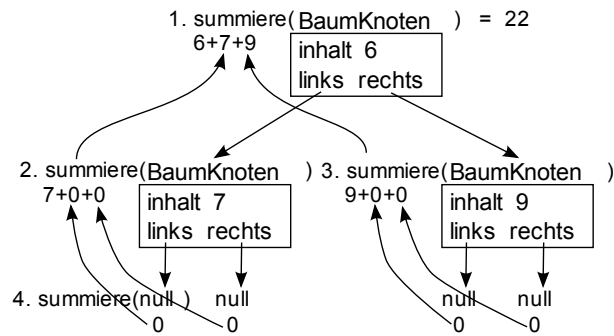 1. summiere(BaumKnoten ) = 22
6+7+9
inhalt 6
links rechts
2. summiere(BaumKnoten ) 3. summiere(BaumKnoten )
7+0+0 9+0+0
inhalt 7 inhalt 9
links rechts links rechts
4. summiere(null ) null null null
0 0 0 0